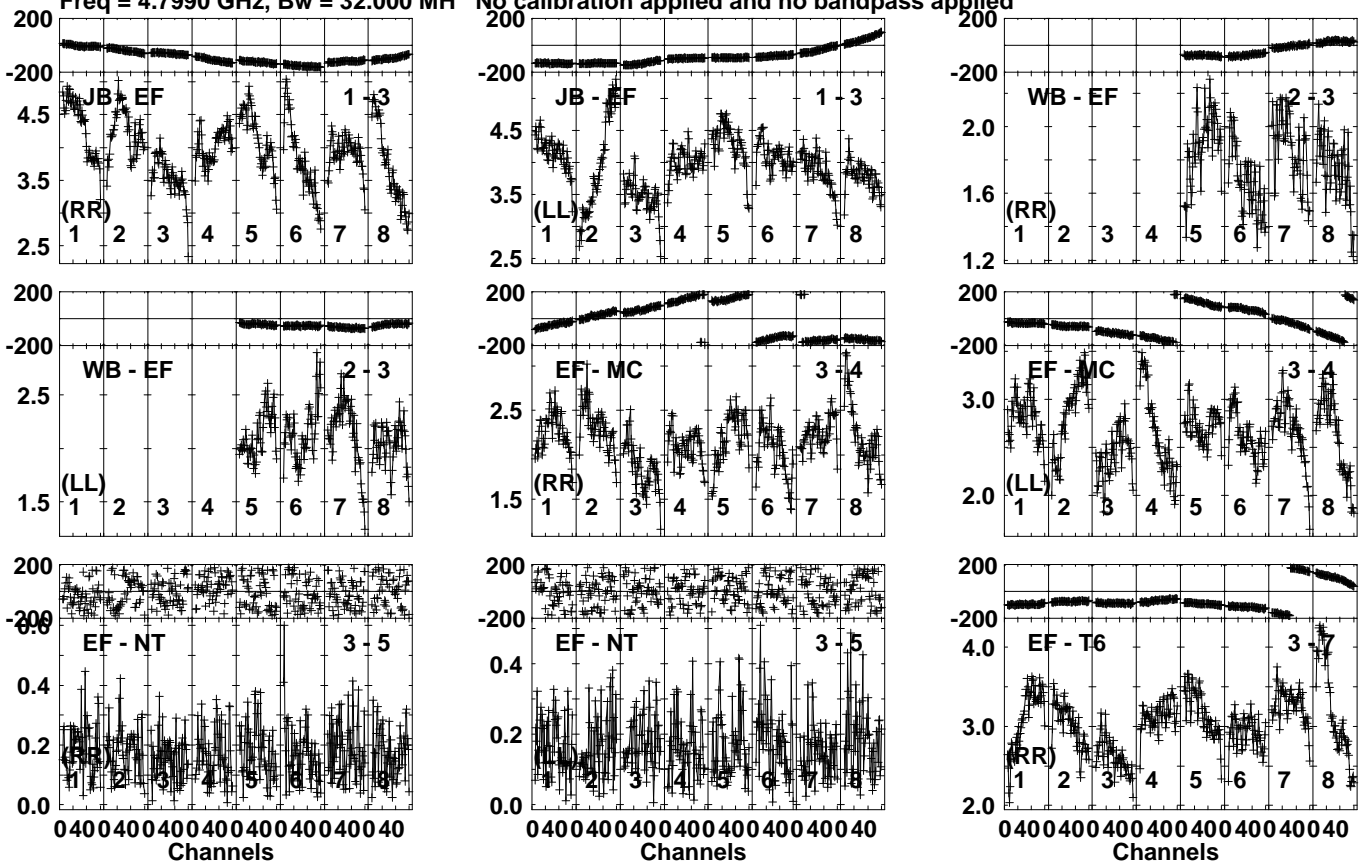 Freq = 4.7990 GHz, Bw = 32.000 MH No calibration applied and no bandpass applied
200
-200
JB - EF 1 - 3
4.5
3.5
2.5
(RR)
1 2 3 4 5 6 7 8
200
-200
JB - EF 1 - 3
4.5
3.5
2.5
(LL)
1 2 3 4 5 6 7 8
200
-200
WB - EF 2 - 3
2.0
1.6
1.2
(RR)
1 2 3 4 5 6 7 8
200
-200
WB - EF 2 - 3
2.5
1.5
(LL)
1 2 3 4 5 6 7 8
200
-200
EF - MC 3 - 4
2.5
1.5
(RR)
1 2 3 4 5 6 7 8
200
-200
EF - MC 3 - 4
3.0
2.0
(LL)
1 2 3 4 5 6 7 8
200
-200
0.6
EF - NT 3 - 5
0.4
0.2
0.0
(RR)
1 2 3 4 5 6 7 8
0 40 0 40 0 40 0 40 0 40 0 40 0 40 0 40
Channels
200
-200
EF - NT 3 - 5
0.4
0.2
0.0
(LL)
1 2 3 4 5 6 7 8
0 40 0 40 0 40 0 40 0 40 0 40 0 40 0 40
Channels
200
-200
EF - T6 3 - 7
4.0
3.0
2.0
(RR)
1 2 3 4 5 6 7 8
0 40 0 40 0 40 0 40 0 40 0 40 0 40 0 40
Channels